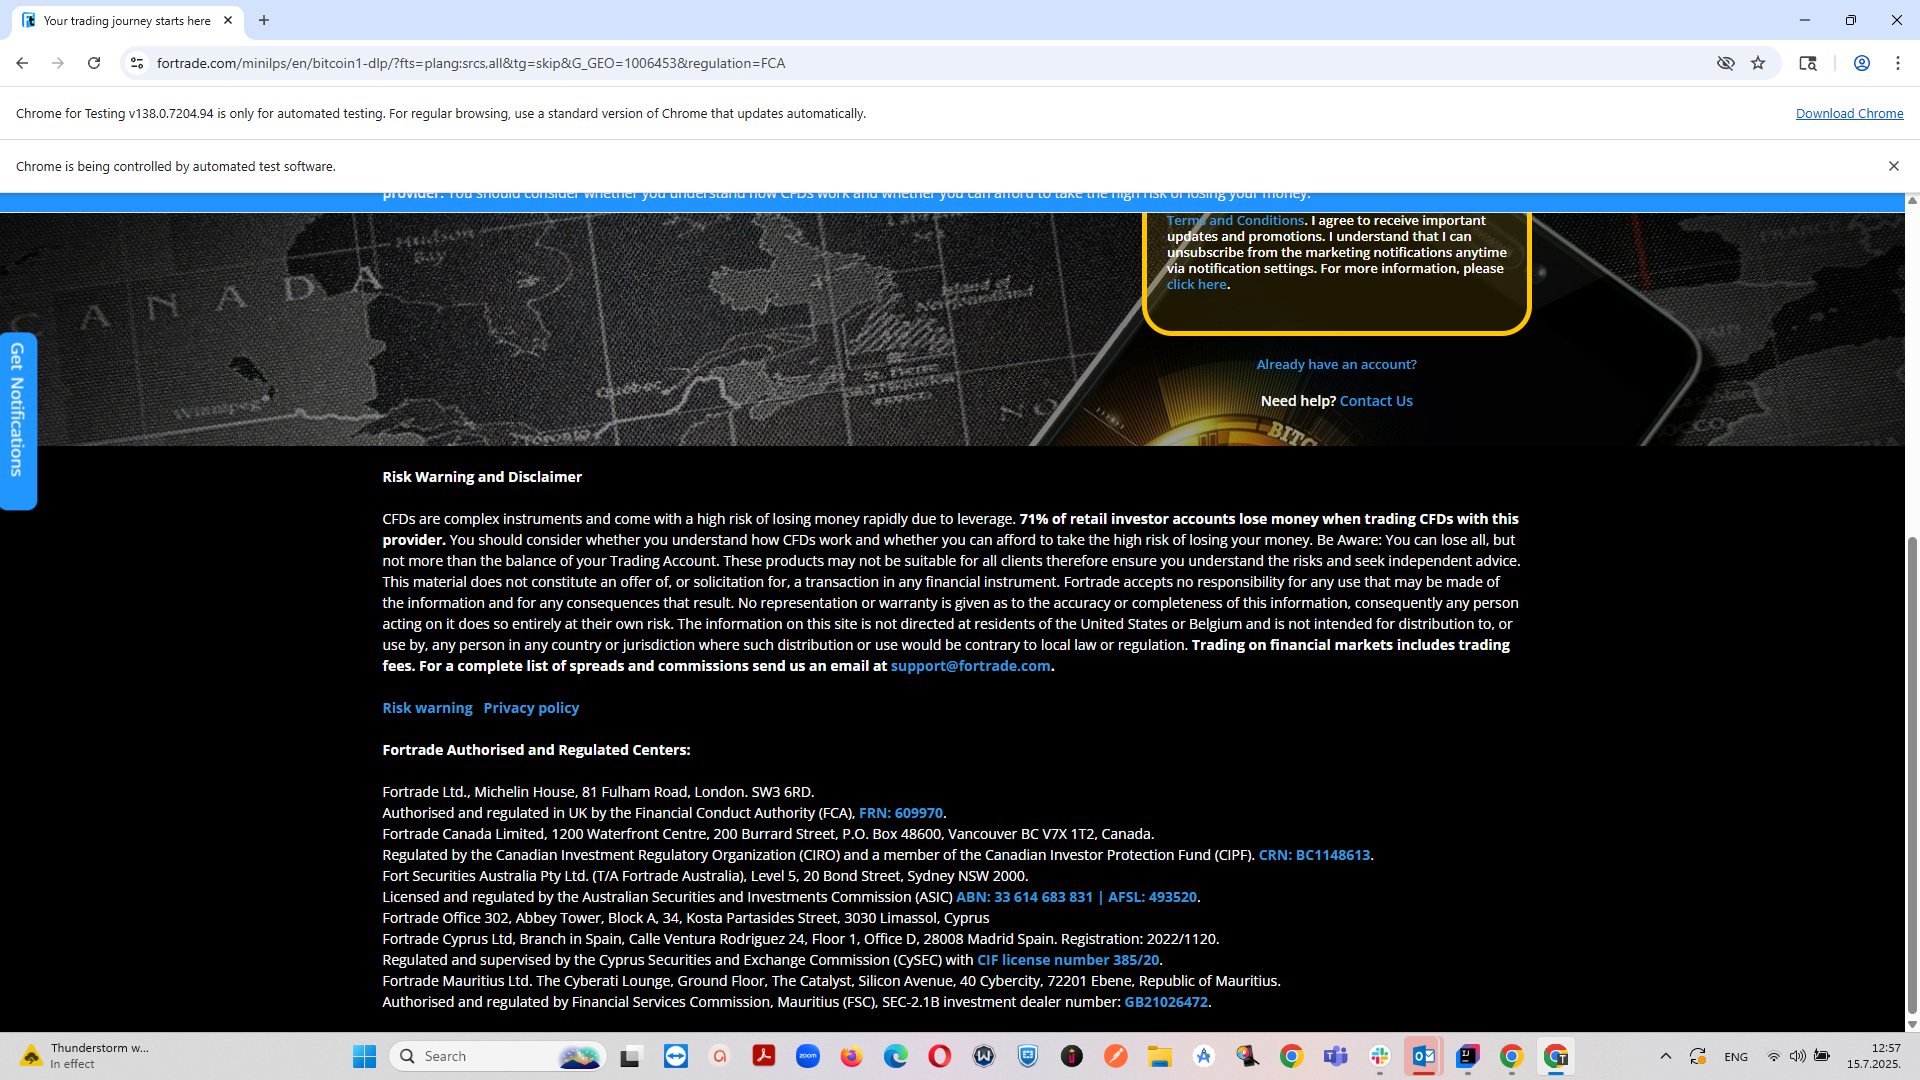 Your trading journey starts here
fortrade.com/minilps/en/bitcoin1-dlp/?fts=plang:srcs,all&tg=skip&G_GEO=1006453&regulation=FCA
Chrome for Testing v138.0.7204.94 is only for automated testing. For regular browsing, use a standard version of Chrome that updates automatically.
Download Chrome
Chrome is being controlled by automated test software.
provider. You should consider whether you understand how CFDs work and whether you can afford to take the high risk of losing your money.
Terms and Conditions. I agree to receive important
updates and promotions. I understand that I can
unsubscribe from the marketing notifications anytime
via notification settings. For more information, please
click here.
Hudson
Bay
CANADA
Island of
Newfoundland
Québec
St. Pierre
Winnipeg
Toronto
BITC
Get Notifications
Already have an account?
Need help? Contact Us
Risk Warning and Disclaimer
CFDs are complex instruments and come with a high risk of losing money rapidly due to leverage. 71% of retail investor accounts lose money when trading CFDs with this
provider. You should consider whether you understand how CFDs work and whether you can afford to take the high risk of losing your money. Be Aware: You can lose all, but
not more than the balance of your Trading Account. These products may not be suitable for all clients therefore ensure you understand the risks and seek independent advice.
This material does not constitute an offer of, or solicitation for, a transaction in any financial instrument. Fortrade accepts no responsibility for any use that may be made of
the information and for any consequences that result. No representation or warranty is given as to the accuracy or completeness of this information, consequently any person
acting on it does so entirely at their own risk. The information on this site is not directed at residents of the United States or Belgium and is not intended for distribution to, or
use by, any person in any country or jurisdiction where such distribution or use would be contrary to local law or regulation. Trading on financial markets includes trading
fees. For a complete list of spreads and commissions send us an email at support@fortrade.com.
Risk warning Privacy policy
Fortrade Authorised and Regulated Centers:
Fortrade Ltd., Michelin House, 81 Fulham Road, London. SW3 6RD.
Authorised and regulated in UK by the Financial Conduct Authority (FCA), FRN: 609970.
Fortrade Canada Limited, 1200 Waterfront Centre, 200 Burrard Street, P.O. Box 48600, Vancouver BC V7X 1T2, Canada.
Regulated by the Canadian Investment Regulatory Organization (CIRO) and a member of the Canadian Investor Protection Fund (CIPF). CRN: BC1148613.
Fort Securities Australia Pty Ltd. (T/A Fortrade Australia), Level 5, 20 Bond Street, Sydney NSW 2000.
Licensed and regulated by the Australian Securities and Investments Commission (ASIC) ABN: 33 614 683 831 | AFSL: 493520.
Fortrade Office 302, Abbey Tower, Block A, 34, Kosta Partasides Street, 3030 Limassol, Cyprus
Fortrade Cyprus Ltd, Branch in Spain, Calle Ventura Rodriguez 24, Floor 1, Office D, 28008 Madrid Spain. Registration: 2022/1120.
Regulated and supervised by the Cyprus Securities and Exchange Commission (CySEC) with CIF license number 385/20.
Fortrade Mauritius Ltd. The Cyberati Lounge, Ground Floor, The Catalyst, Silicon Avenue, 40 Cybercity, 72201 Ebene, Republic of Mauritius.
Authorised and regulated by Financial Services Commission, Mauritius (FSC), SEC-2.1B investment dealer number: GB21026472.
Thunderstorm w...
In effect
Search
zoom
ENG
12:57
15.7.2025.